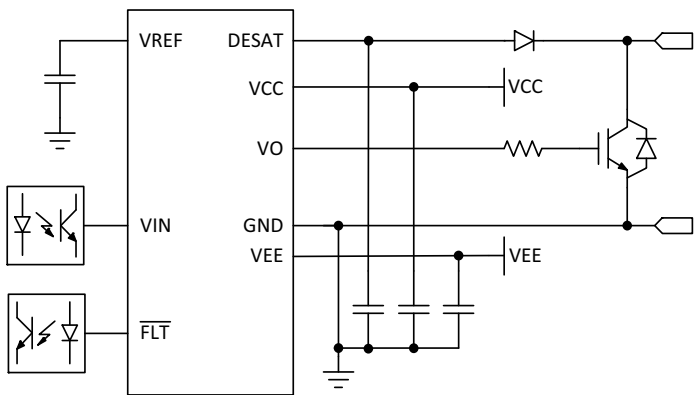 VREF
DESAT
VCC
VCC
VO
VIN
GND
VEE
VEE
FLT